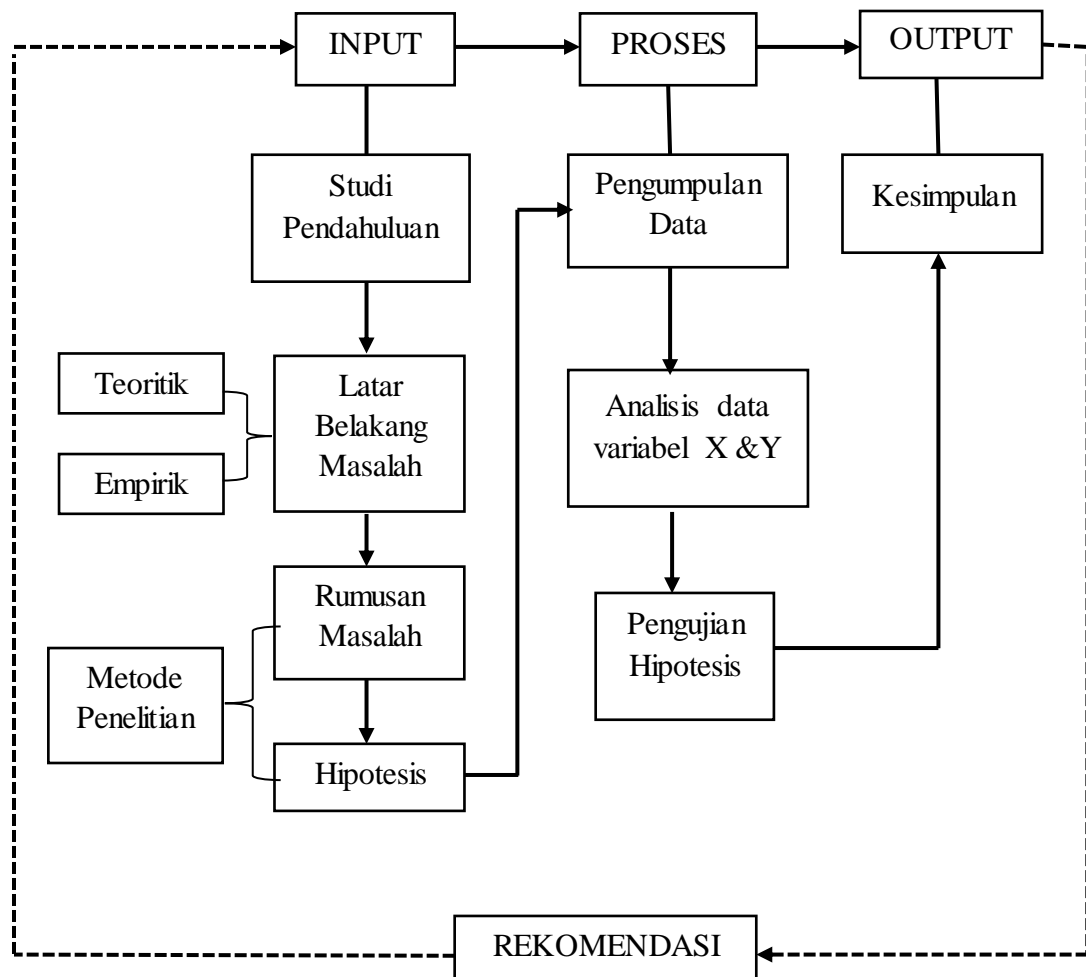 INPUT
PROSES
OUTPUT
Studi
Pendahuluan
Pengumpulan
Data
Kesimpulan
Teoritik
Empirik
Latar
Belakang
Masalah
Analisis data
variabel X &Y
Rumusan
Masalah
Metode
Penelitian
Hipotesis
Pengujian
Hipotesis
REKOMENDASI